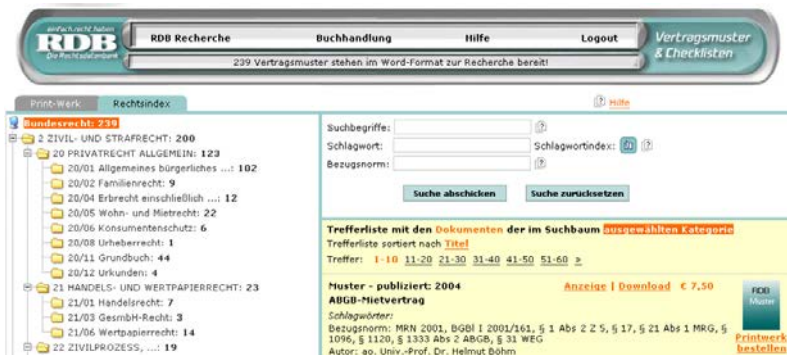 einfach.recht haben
RDB
Die Rechtsdatenbank
RDB Recherche Buchhandlung Hilfe Logout
Vertragsmuster
& Checklisten
239 Vertragsmuster stehen im Word-Format zur Recherche bereit!
Print-Werk Rechtsindex
Hilfe
Bundesrecht: 239
2 ZIVIL- UND STRAFRECHT: 200
20 PRIVATRECHT ALLGEMEIN: 123
20/01 Allgemeines bürgerliches ...: 102
20/02 Familienrecht: 9
20/04 Erbrecht einschließlich ...: 12
20/05 Wohn- und Mietrecht: 22
20/06 Konsumentenschutz: 6
20/08 Urheberrecht: 1
20/11 Grundbuch: 44
20/12 Urkunden: 4
21 HANDELS- UND WERTPAPIERRECHT: 23
21/01 Handelsrecht: 7
21/03 GesmbH-Recht: 3
21/06 Wertpapierrecht: 14
22 ZIVILPROZESS, ...: 19
Suchbegriffe:
Schlagwort: Schlagwortindex:
Bezugsnorm:
Suche abschicken Suche zurücksetzen
Trefferliste mit den Dokumenten der im Suchbaum ausgewählten Kategorie
Trefferliste sortiert nach Titel
Treffer: 1-10 11-20 21-30 31-40 41-50 51-60 »
Muster - publiziert: 2004 Anzeige | Download € 7,50
ABGB-Mietvertrag
Schlagwörter:
Bezugsnorm: MRN 2001, BGBl I 2001/161, § 1 Abs 2 Z 5, § 17, § 21 Abs 1 MRG, §
1096, § 1120, § 1333 Abs 2 ABGB, § 31 WEG
Autor: ao. Univ.-Prof. Dr. Helmut Böhm
RDB
Muster
Printwerk
bestellen